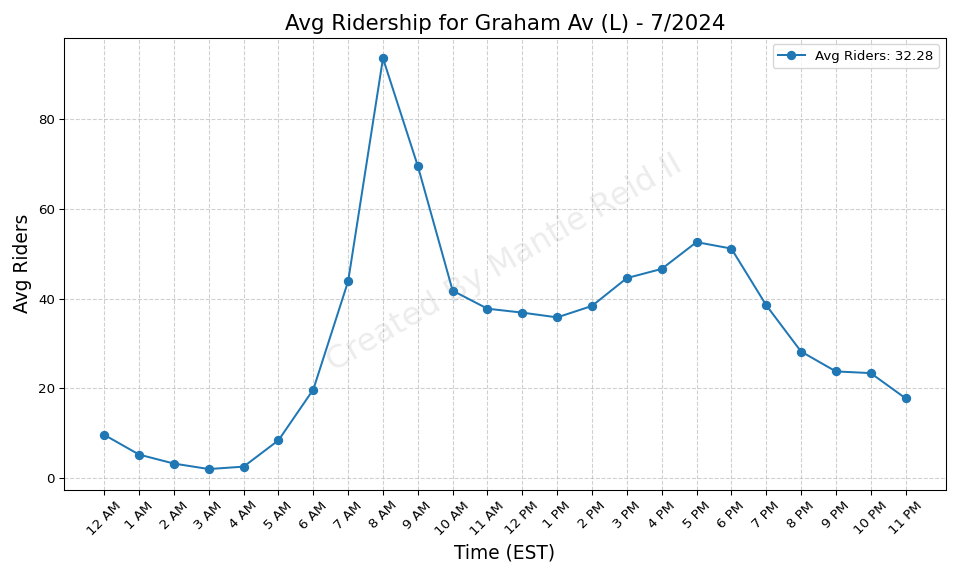 Avg Ridership for Graham Av (L) - 7/2024
Avg Riders: 32.28
Avg Riders
80
60
40
20
0
Created By Mantie Reid II
12 AM
1 AM
2 AM
3 AM
4 AM
5 AM
6 AM
7 AM
8 AM
9 AM
10 AM
11 AM
12 PM
1 PM
2 PM
3 PM
4 PM
5 PM
6 PM
7 PM
8 PM
9 PM
10 PM
11 PM
Time (EST)